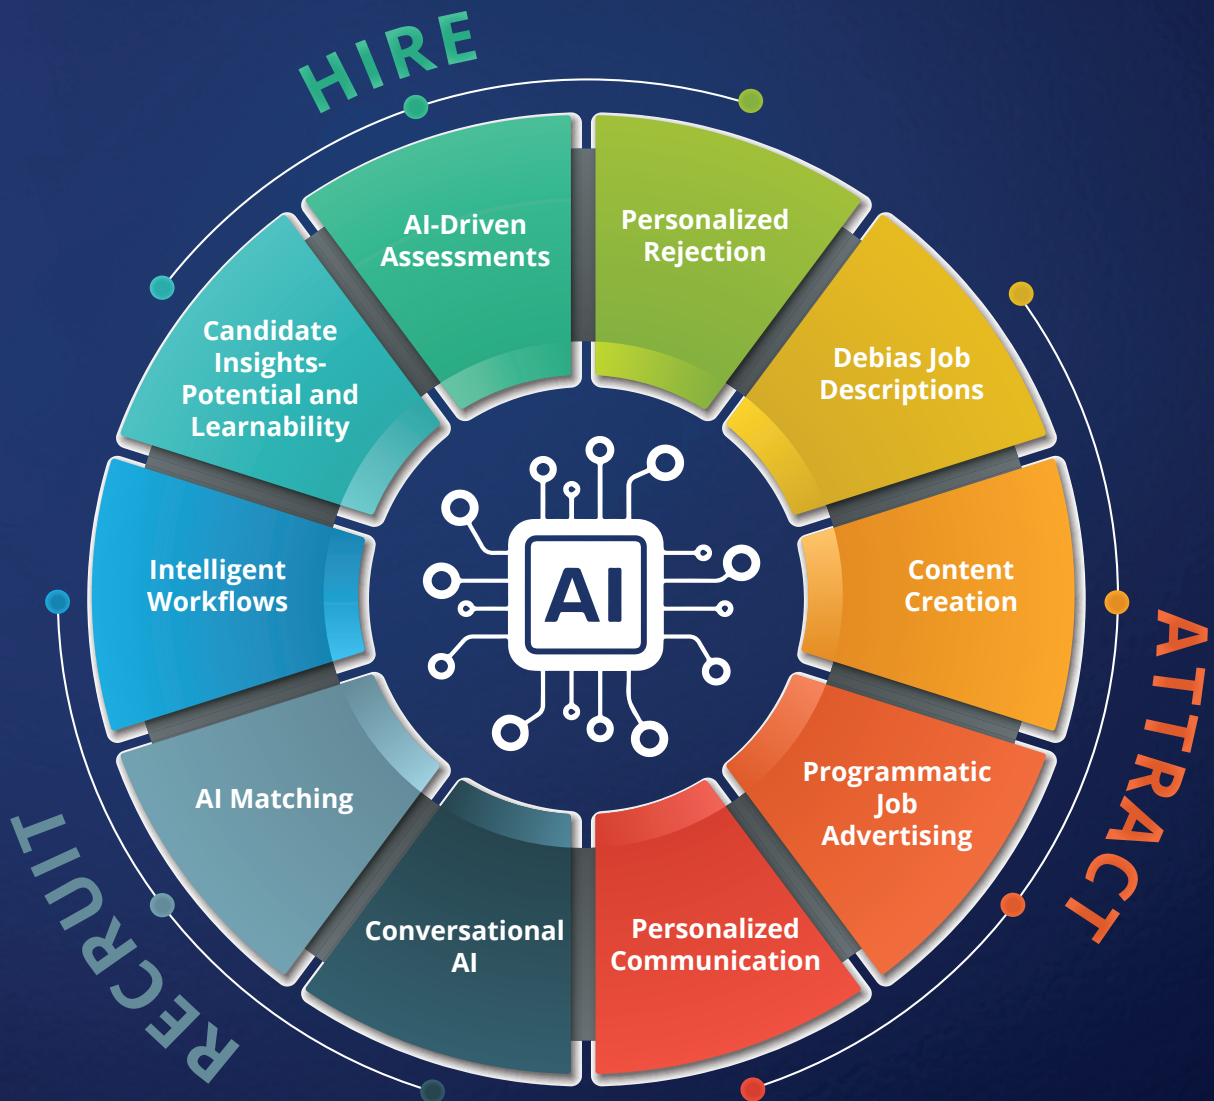 HIRE
AI-Driven
Assessments
Personalized
Rejection
Debias Job
Descriptions
Content
Creation
ATTRACT
Programmatic
Job
Advertising
Personalized
Communication
Conversational
AI
RECRUIT
AI Matching
Intelligent
Workflows
Candidate
Insights-
Potential and
Learnability
AI